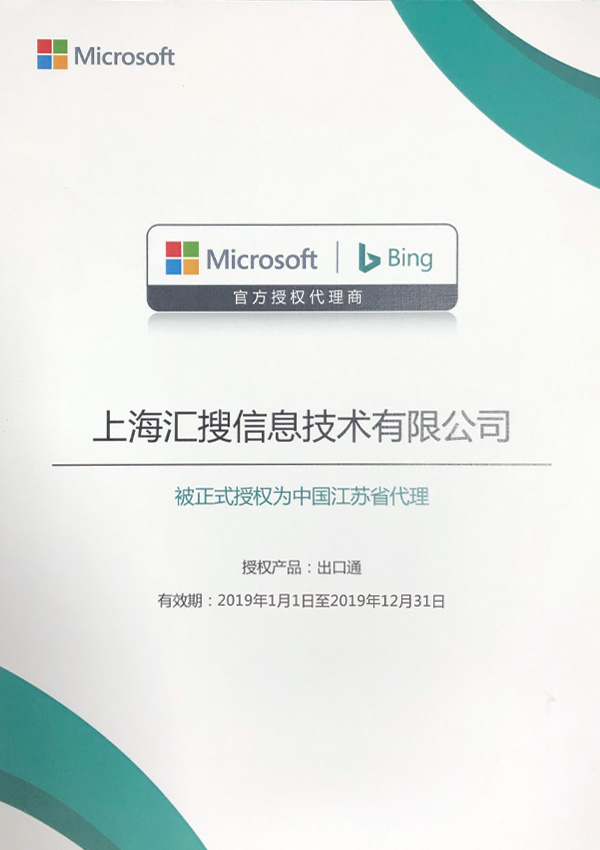 Microsoft
Microsoft | Bing
官方授权代理商
上海汇搜信息技术有限公司
被正式授权为中国江苏省代理
授权产品：出口通
有效期：2019年1月1日至2019年12月31日